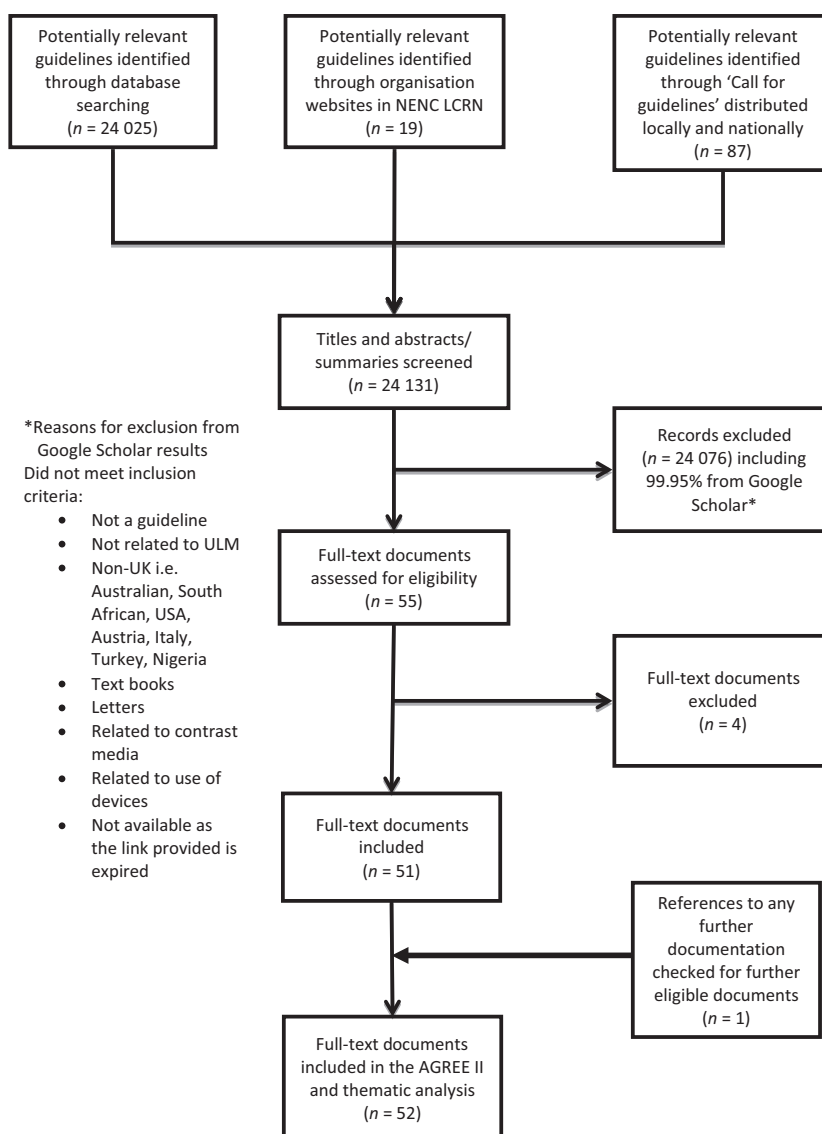 Potentially relevant
guidelines identified
through database
searching
(n = 24 025)
Potentially relevant
guidelines identified
through organisation
websites in NENC LCRN
(n = 19)
Potentially relevant
guidelines identified
through ‘Call for
guidelines’ distributed
locally and nationally
(n = 87)
Titles and abstracts/
summaries screened
(n = 24 131)
*Reasons for exclusion from
Google Scholar results
Did not meet inclusion
criteria:
• Not a guideline
• Not related to ULM
• Non-UK i.e.
Australian, South
African, USA,
Austria, Italy,
Turkey, Nigeria
• Text books
• Letters
• Related to contrast
media
• Related to use of
devices
• Not available as
the link provided is
expired
Records excluded
(n = 24 076) including
99.95% from Google
Scholar*
Full-text documents
assessed for eligibility
(n = 55)
Full-text documents
excluded
(n = 4)
Full-text documents
included
(n = 51)
References to any
further
documentation
checked for further
eligible documents
(n = 1)
Full-text documents
included in the AGREE II
and thematic analysis
(n = 52)